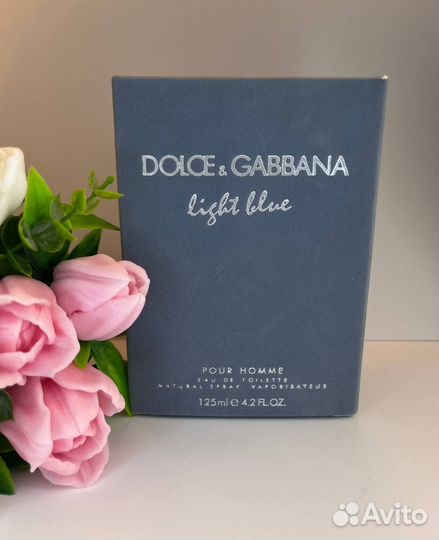 DOLCE & GABBANA
light blue
POUR HOMME
EAU DE TOILETTE
NATURAL SPRAY VAPORISATEUR
125ml e 4.2 FL.OZ.
Avito